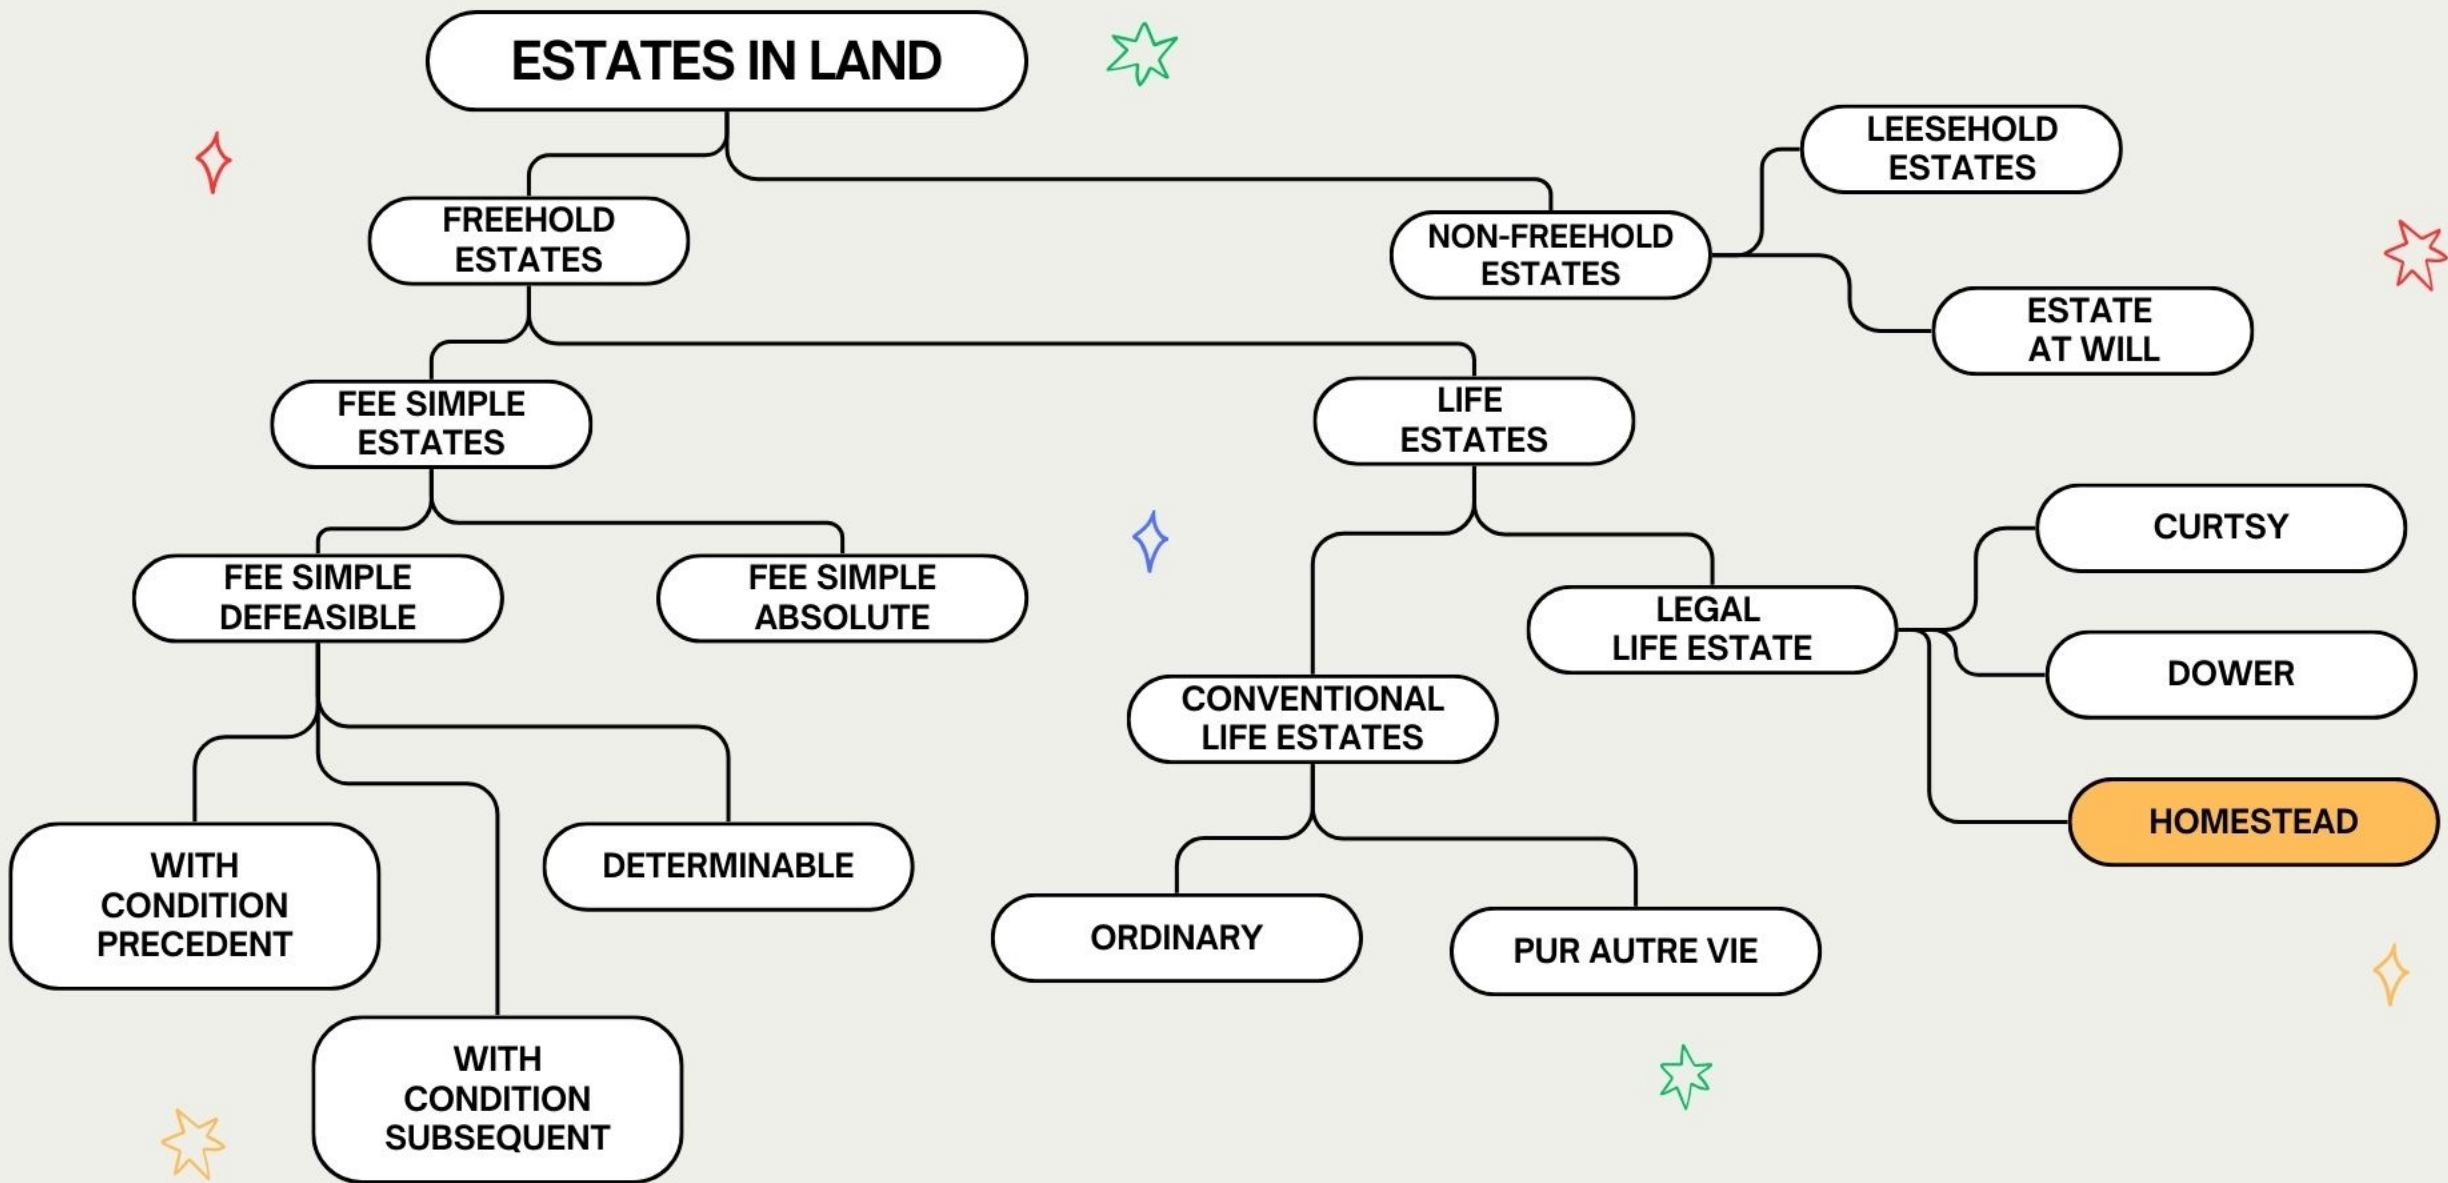 ESTATES IN LAND
LEESEHOLD
ESTATES
FREEHOLD
ESTATES
NON-FREEHOLD
ESTATES
ESTATE
AT WILL
FEE SIMPLE
ESTATES
LIFE
ESTATES
CURTSY
FEE SIMPLE
DEFEASIBLE
FEE SIMPLE
ABSOLUTE
LEGAL
LIFE ESTATE
DOWER
CONVENTIONAL
LIFE ESTATES
HOMESTEAD
WITH
CONDITION
PRECEDENT
DETERMINABLE
ORDINARY
PUR AUTRE VIE
WITH
CONDITION
SUBSEQUENT